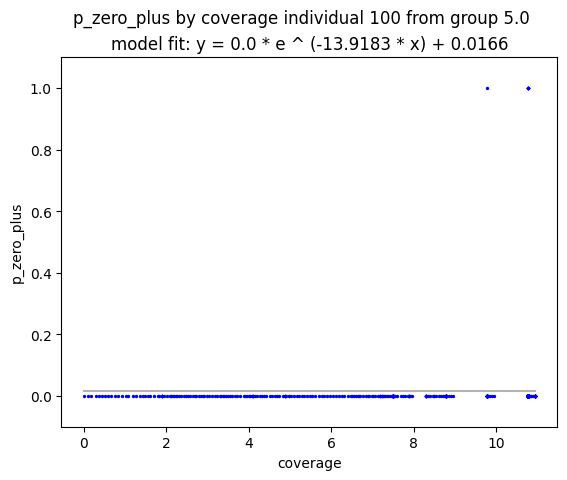 p_zero_plus by coverage individual 100 from group 5.0
model fit: y = 0.0 * e ^ (-13.9183 * x) + 0.0166
1.0
0.8
0.6
0.4
0.2
0.0
p_zero_plus
0 2 4 6 8 10
coverage